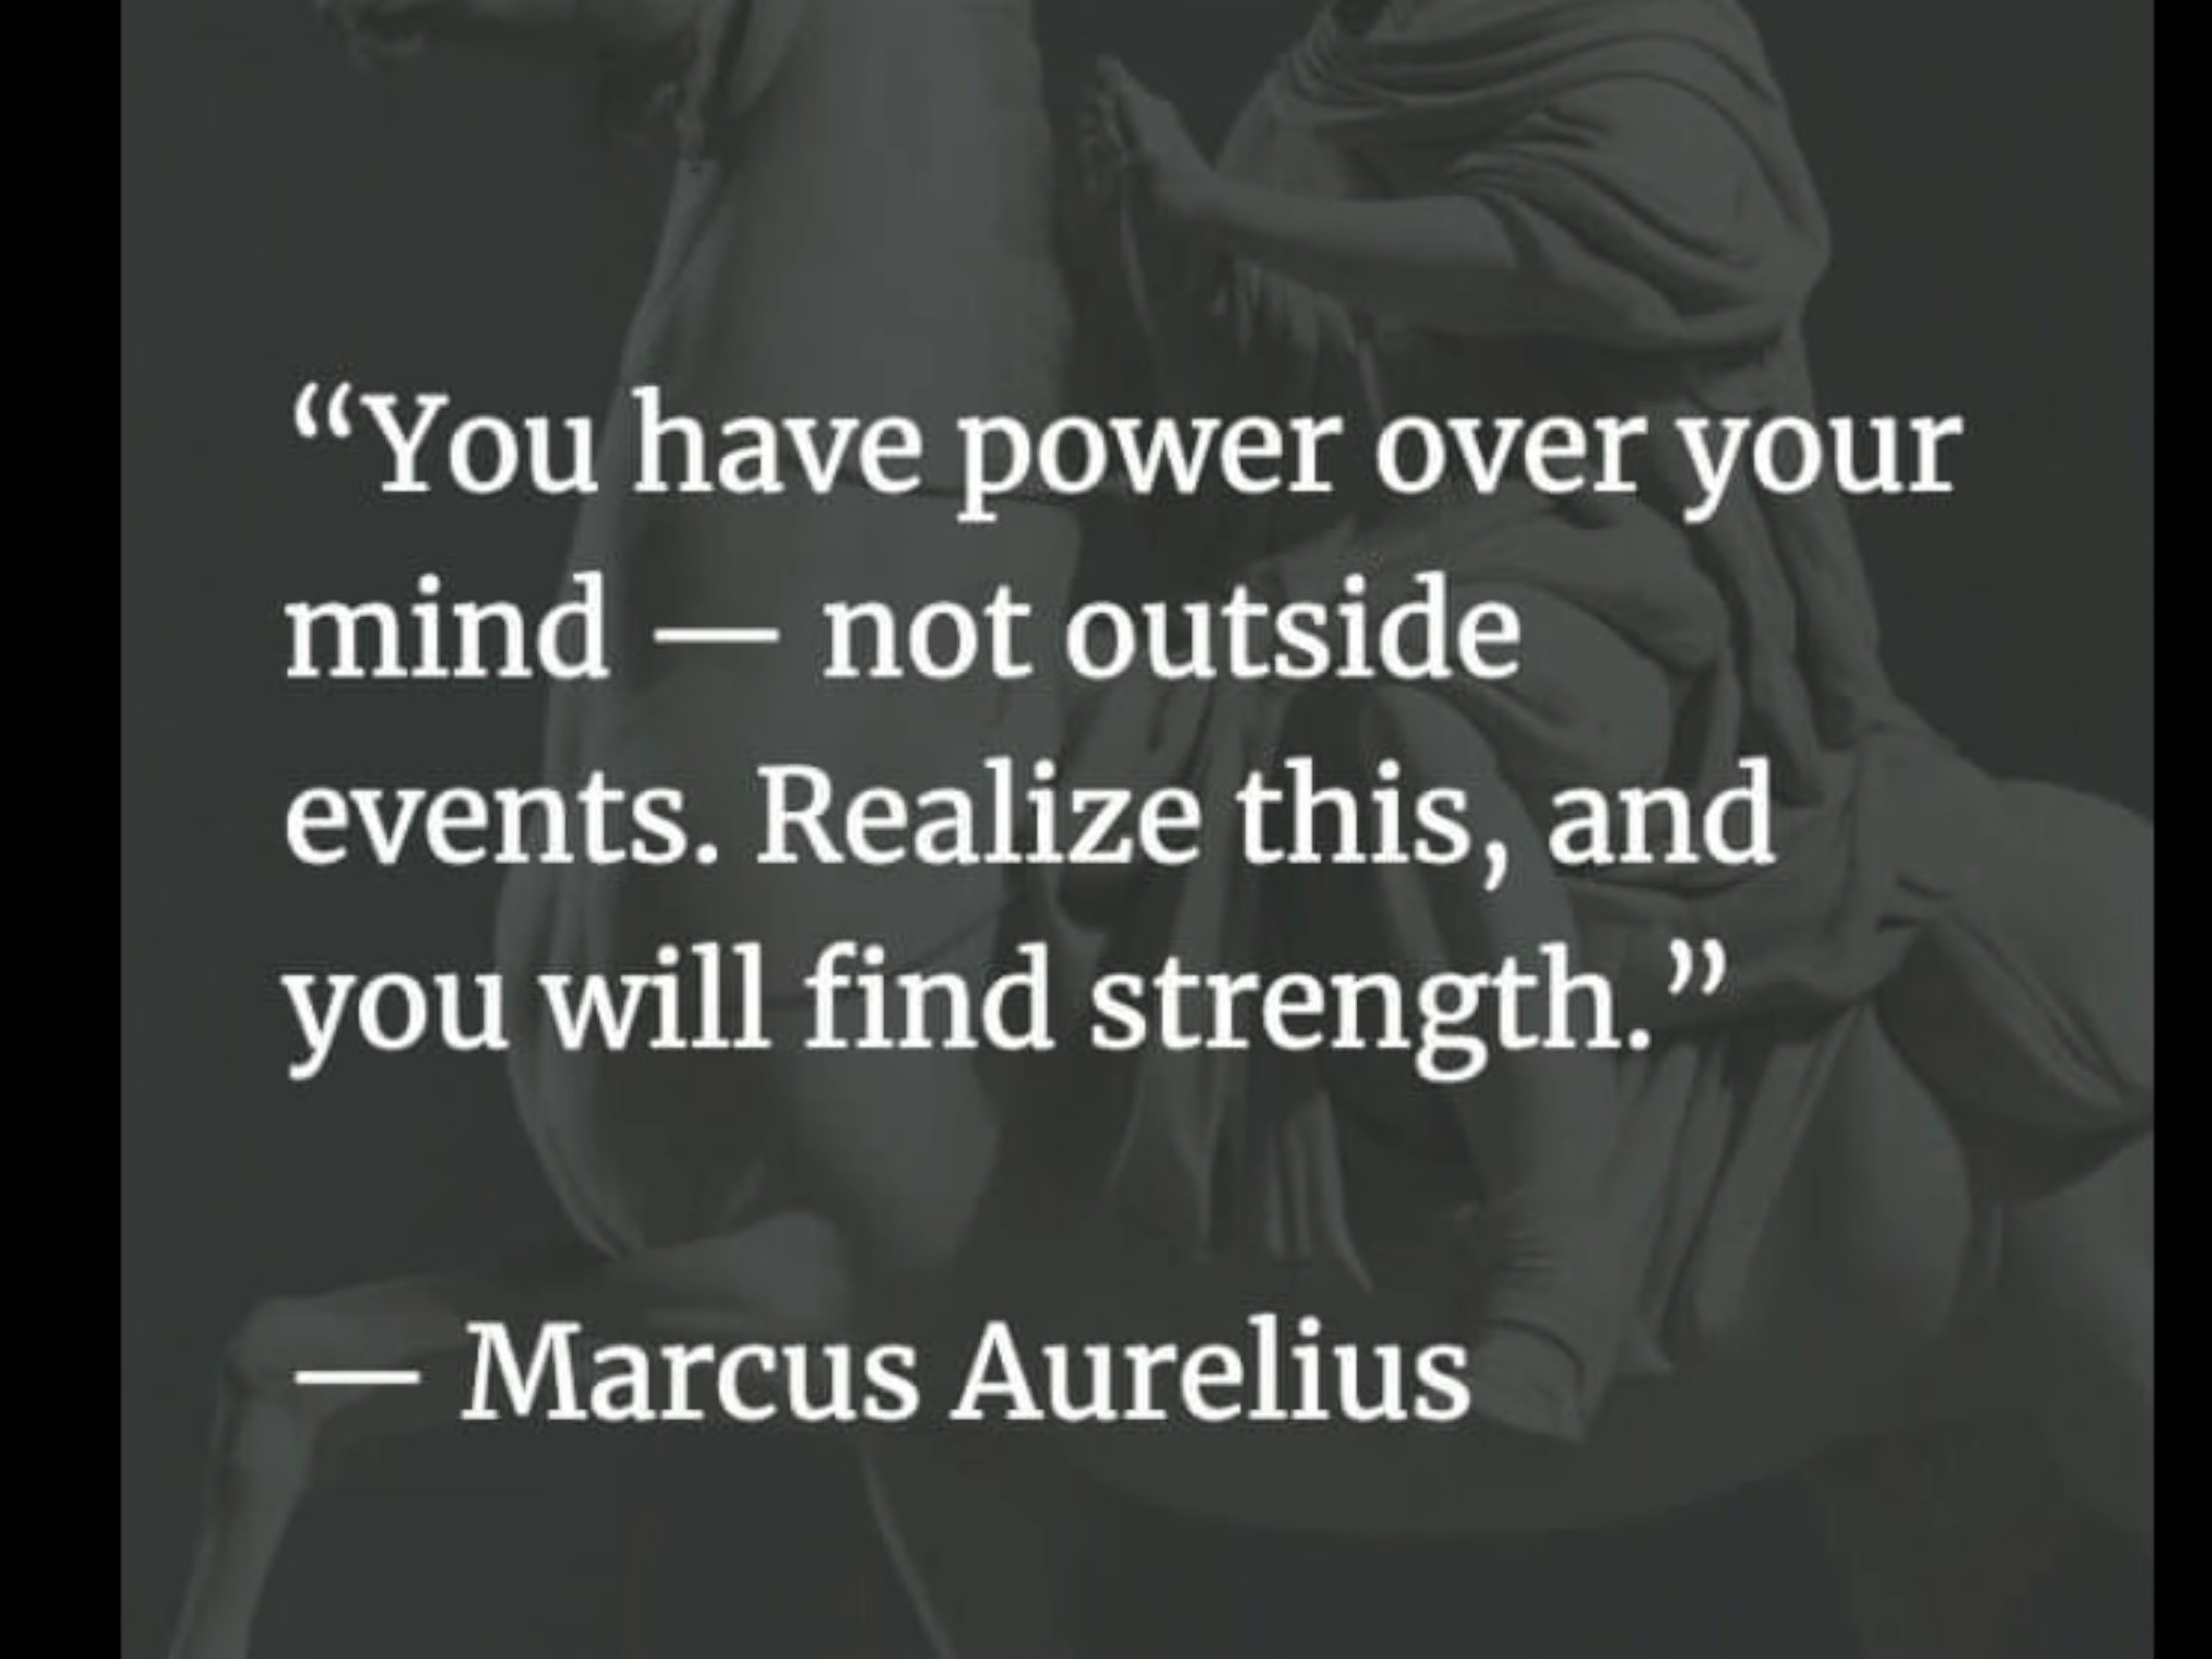 “You have power over your
mind — not outside
events. Realize this, and
you will find strength.”
— Marcus Aurelius